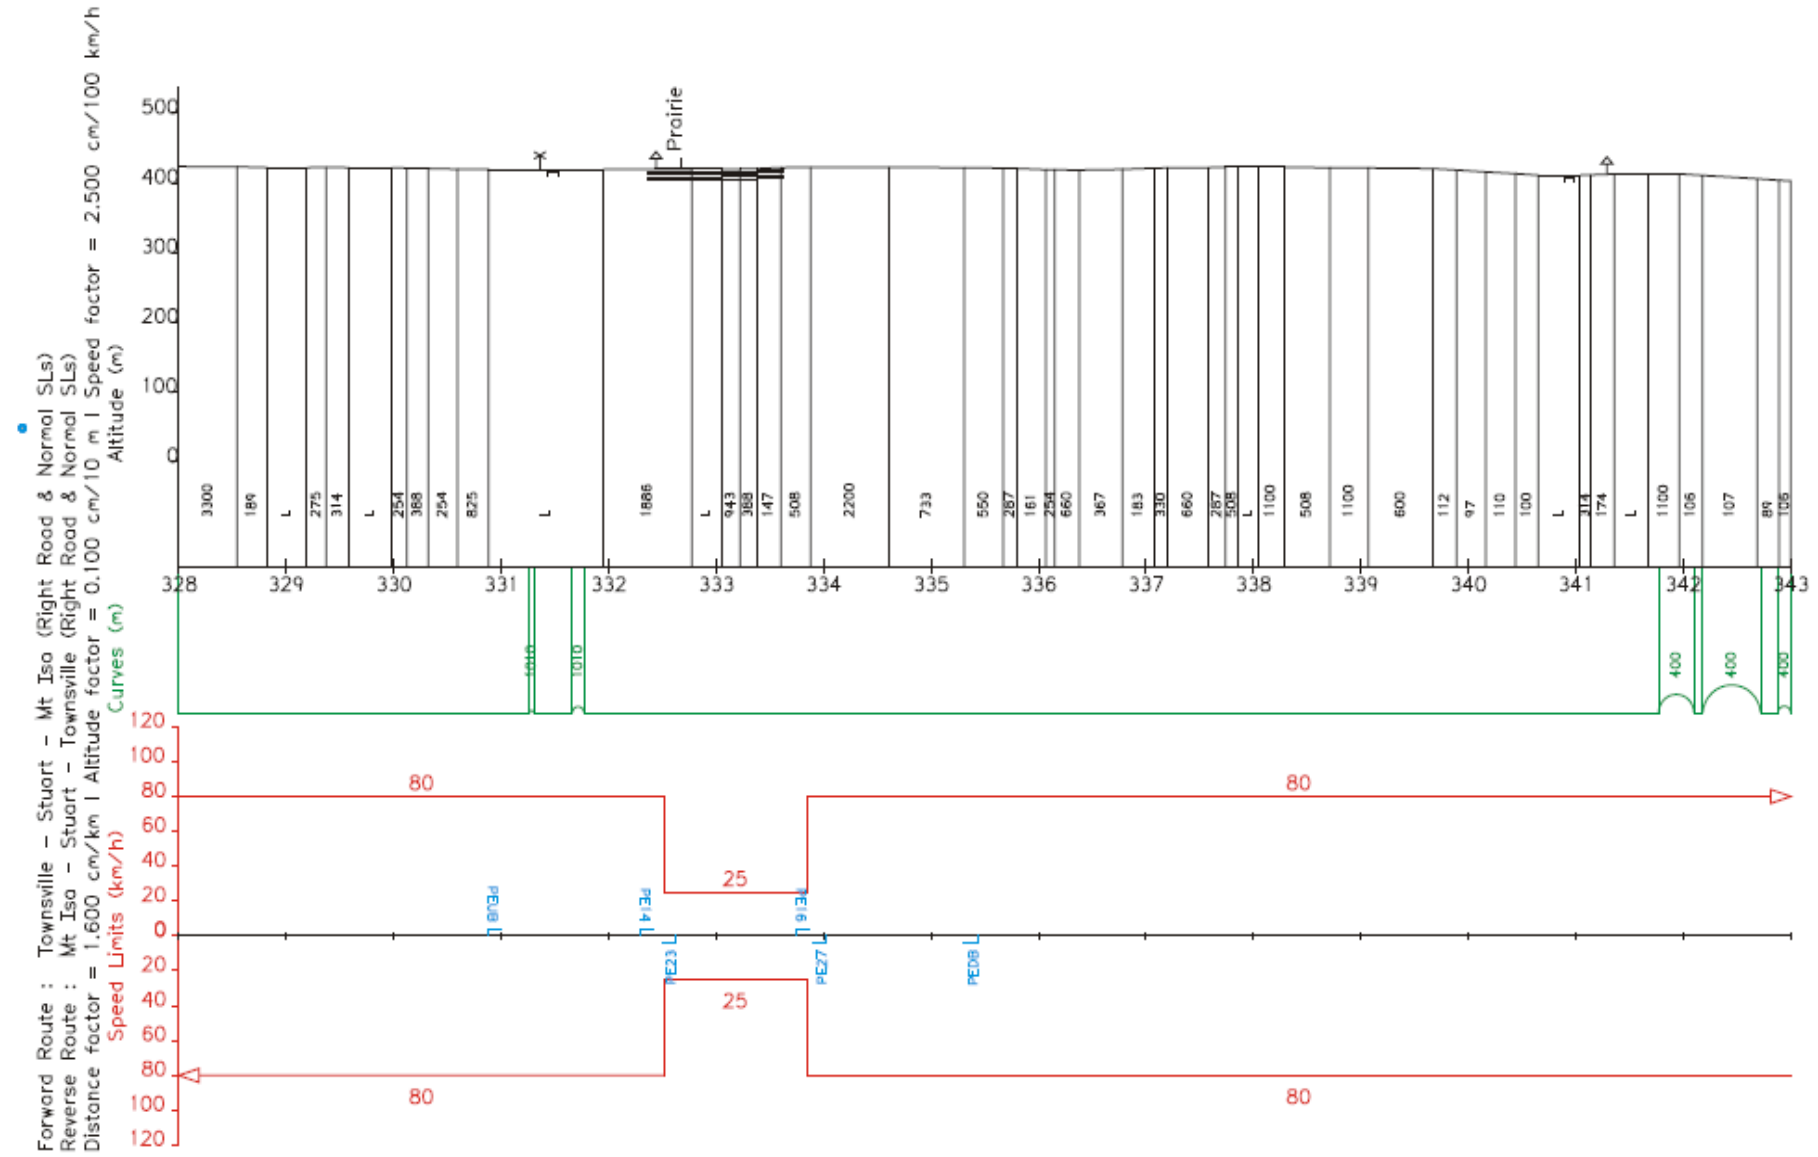 Forward Route :   Townsville – Stuart – Mt Isa (Right Road & Normal SLs)
Reverse Route :   Mt Isa – Stuart – Townsville (Right Road & Normal SLs)
Distance factor = 1.600 cm/km | Altitude factor = 0.100 cm/10 m | Speed factor = 2.500 cm/100 km/h
Altitude (m)
500
400
300
200
100
0
Prairie
3300 189 L 275 314 L 254 388 254 825 L 1886 L 943 388 147 508 2200 733 550 287 161 254 660 367 183 330 660 287 508 L 1100 508 1100 600 112 97 110 100 L 314 174 L 1100 106 107 89 106
328 329 330 331 332 333 334 335 336 337 338 339 340 341 342 343
Curves (m)
1010 1010 400 400 400
Speed Limits (km/h)
120
100
80
60
40
20
0
20
40
60
80
100
120
80 25 80
PEUB PE14 PE16
PE23 PE27 PEDB
25
80 80